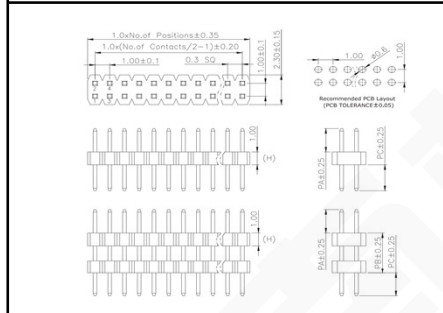 1.0xNo.of Positions±0.35
1.0x(No.of Contacts/2-1)±0.20
1.00±0.1
0.3 SQ
1.00±0.1
2.30±0.15
1.00
ø0.6
1.00
Recommended PCB Layout
(PCB TOLERANCE±0.05)
1.00
(H)
PA±0.25
PC±0.25
1.00
(H)
PA±0.25
PB±0.25
PC±0.25